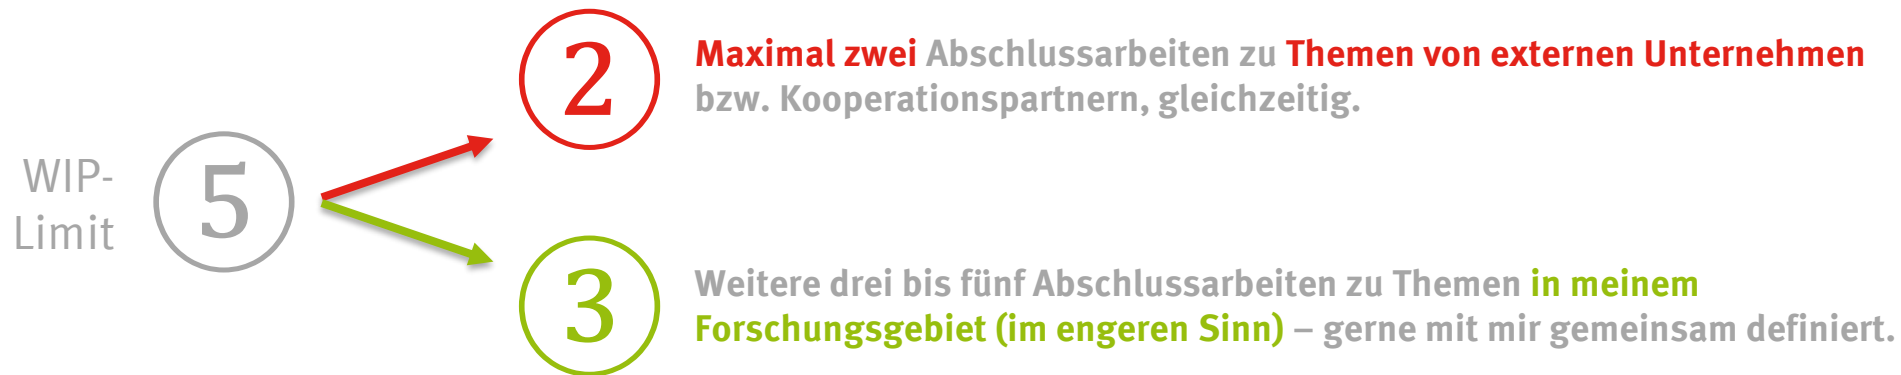 WIP-
Limit
5
2
Maximal zwei Abschlussarbeiten zu Themen von externen Unternehmen
bzw. Kooperationspartnern, gleichzeitig.
3
Weitere drei bis fünf Abschlussarbeiten zu Themen in meinem
Forschungsgebiet (im engeren Sinn) – gerne mit mir gemeinsam definiert.